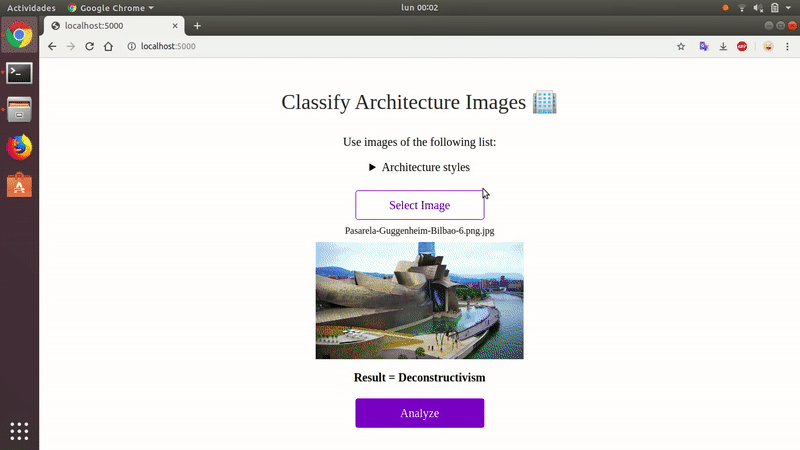 Actividades Google Chrome lun 00:02
localhost:5000
localhost:5000
Classify Architecture Images
Use images of the following list:
Architecture styles
Select Image
Pasarela-Guggenheim-Bilbao-6.png.jpg
Result = Deconstructivism
Analyze